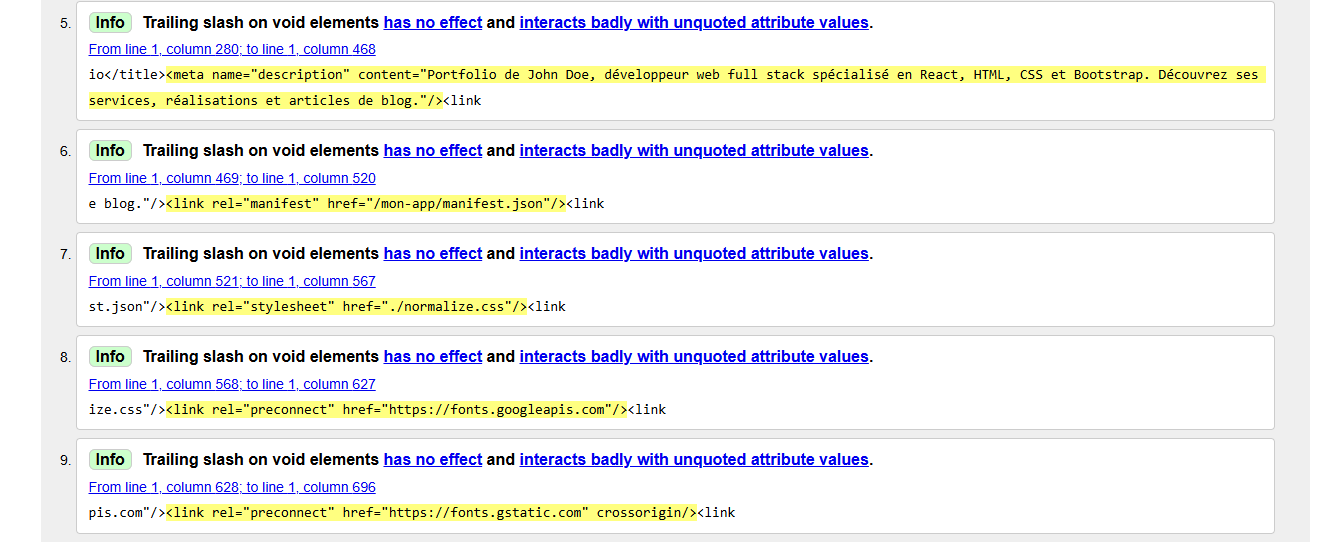 5. Info Trailing slash on void elements has no effect and interacts badly with unquoted attribute values.
From line 1, column 280; to line 1, column 468
io</title><meta name="description" content="Portfolio de John Doe, développeur web full stack spécialisé en React, HTML, CSS et Bootstrap. Découvrez ses
services, réalisations et articles de blog."/><link
6. Info Trailing slash on void elements has no effect and interacts badly with unquoted attribute values.
From line 1, column 469; to line 1, column 520
e blog."/><link rel="manifest" href="/mon-app/manifest.json"/><link
7. Info Trailing slash on void elements has no effect and interacts badly with unquoted attribute values.
From line 1, column 521; to line 1, column 567
st.json"/><link rel="stylesheet" href="./normalize.css"/><link
8. Info Trailing slash on void elements has no effect and interacts badly with unquoted attribute values.
From line 1, column 568; to line 1, column 627
ize.css"/><link rel="preconnect" href="https://fonts.googleapis.com"/><link
9. Info Trailing slash on void elements has no effect and interacts badly with unquoted attribute values.
From line 1, column 628; to line 1, column 696
pis.com"/><link rel="preconnect" href="https://fonts.gstatic.com" crossorigin/><link